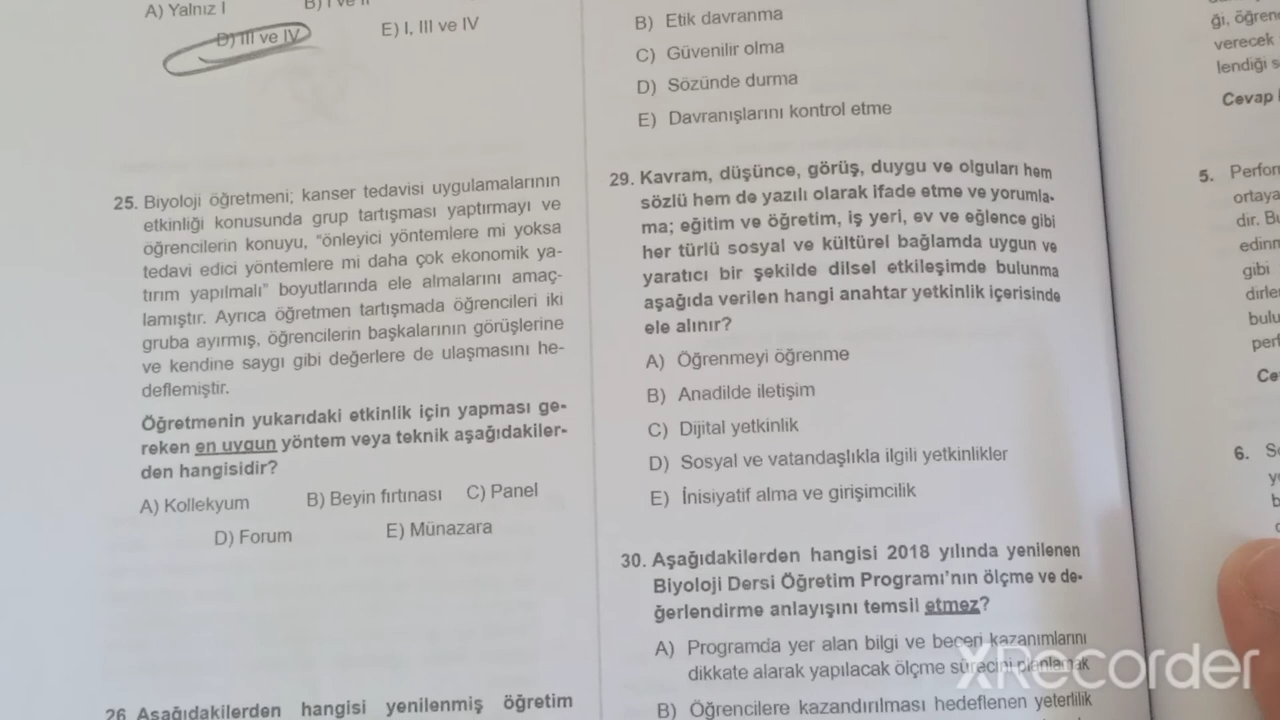 A) Yalnız I
B) I ve II
D) III ve IV
E) I, III ve IV
25. Biyoloji öğretmeni; kanser tedavisi uygulamalarının
etkinliği konusunda grup tartışması yaptırmayı ve
öğrencilerin konuyu, “önleyici yöntemlere mi yoksa
tedavi edici yöntemlere mi daha çok ekonomik ya-
tırım yapılmalı” boyutlarında ele almalarını amaç-
lamıştır. Ayrıca öğretmen tartışmada öğrencileri iki
gruba ayırmış, öğrencilerin başkalarının görüşlerine
ve kendine saygı gibi değerlere de ulaşmasını he-
deflemiştir.
Öğretmenin yukarıdaki etkinlik için yapması ge-
reken en uygun yöntem veya teknik aşağıdakiler-
den hangisidir?
A) Kollekyum
B) Beyin fırtınası
C) Panel
D) Forum
E) Münazara
26 Aşağıdakilerden hangisi yenilenmiş öğretim
B) Etik davranma
C) Güvenilir olma
D) Sözünde durma
E) Davranışlarını kontrol etme
29. Kavram, düşünce, görüş, duygu ve olguları hem
sözlü hem de yazılı olarak ifade etme ve yorumla-
ma; eğitim ve öğretim, iş yeri, ev ve eğlence gibi
her türlü sosyal ve kültürel bağlamda uygun ve
yaratıcı bir şekilde dilsel etkileşimde bulunma
aşağıda verilen hangi anahtar yetkinlik içerisinde
ele alınır?
A) Öğrenmeyi öğrenme
B) Anadilde iletişim
C) Dijital yetkinlik
D) Sosyal ve vatandaşlıkla ilgili yetkinlikler
E) İnisiyatif alma ve girişimcilik
30. Aşağıdakilerden hangisi 2018 yılında yenilenen
Biyoloji Dersi Öğretim Programı’nın ölçme ve de-
ğerlendirme anlayışını temsil etmez?
A) Programda yer alan bilgi ve beceri kazanımlarını
dikkate alarak yapılacak ölçme sürecini planlamak
B) Öğrencilere kazandırılması hedeflenen yeterlilik
ği, öğren
verecek
lendiği s
Cevap
5. Perfor
ortaya
dir. Bu
edinm
gibi
dirle
bulu
perf
Ce
6. S
XRecorder